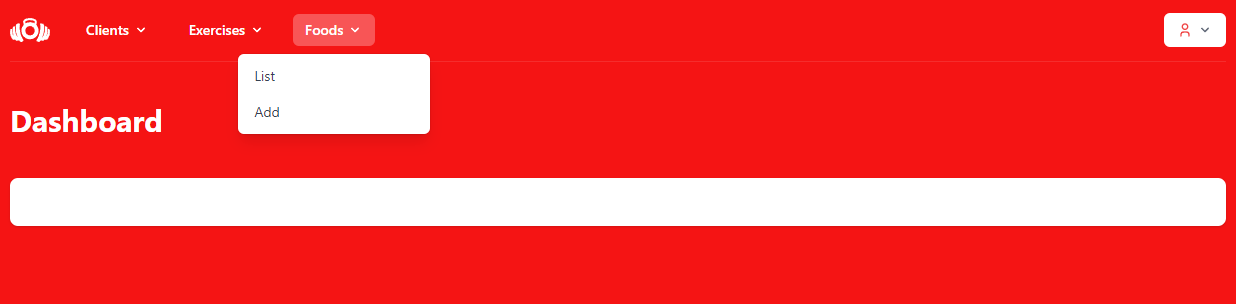 Clients Exercises Foods
List
Add
Dashboard